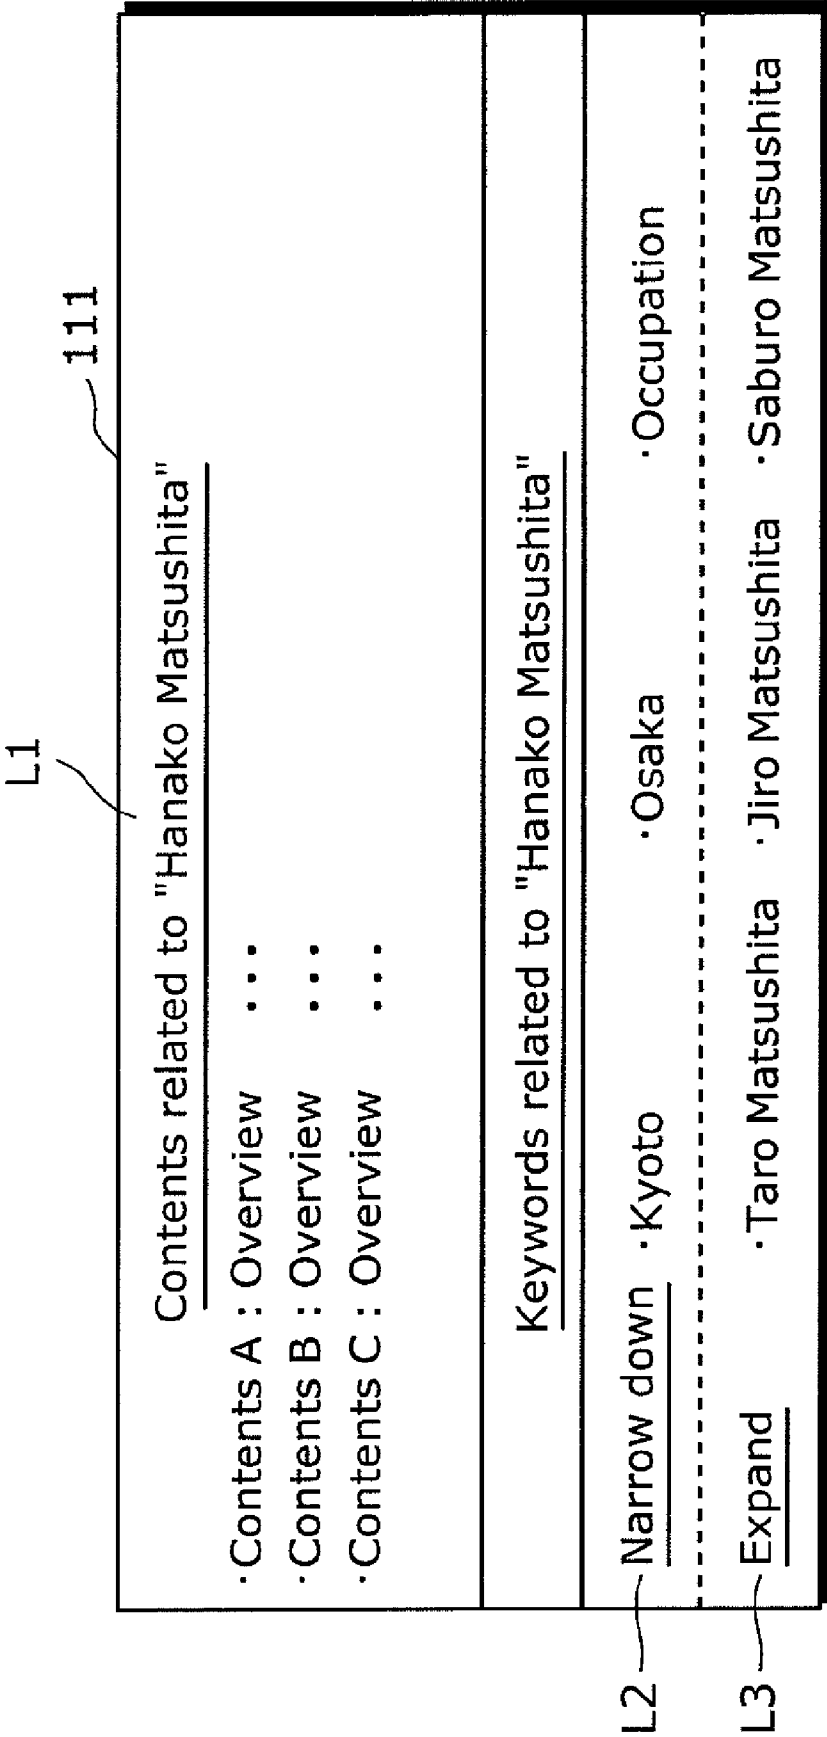 L1
111
Contents related to "Hanako Matsushita"
·Contents A : Overview ···
·Contents B : Overview ···
·Contents C : Overview ···
Keywords related to "Hanako Matsushita"
L2 Narrow down ·Kyoto ·Osaka ·Occupation
L3 Expand ·Taro Matsushita ·Jiro Matsushita ·Saburo Matsushita